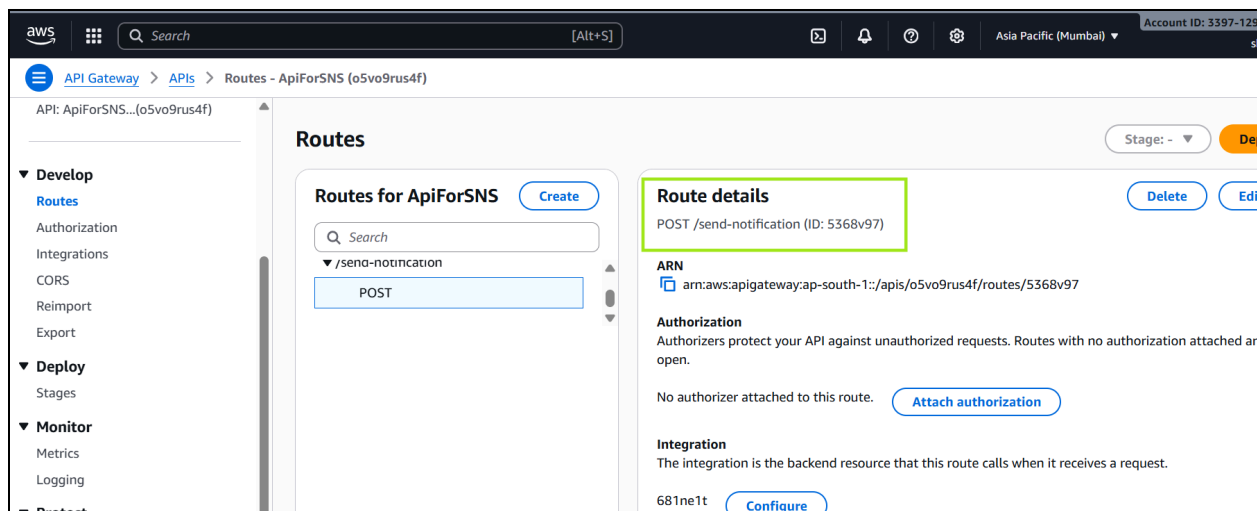 aws
Search [Alt+S]
Asia Pacific (Mumbai)
Account ID: 3397-129
API Gateway > APIs > Routes - ApiForSNS (o5vo9rus4f)
API: ApiForSNS...(o5vo9rus4f)
Develop
Routes
Authorization
Integrations
CORS
Reimport
Export
Deploy
Stages
Monitor
Metrics
Logging
Protect
Routes
Stage: -
Routes for ApiForSNS
Create
Search
/send-notification
POST
Route details
Delete
POST /send-notification (ID: 5368v97)
ARN
arn:aws:apigateway:ap-south-1::/apis/o5vo9rus4f/routes/5368v97
Authorization
Authorizers protect your API against unauthorized requests. Routes with no authorization attached
open.
No authorizer attached to this route.
Attach authorization
Integration
The integration is the backend resource that this route calls when it receives a request.
681ne1t
Configure